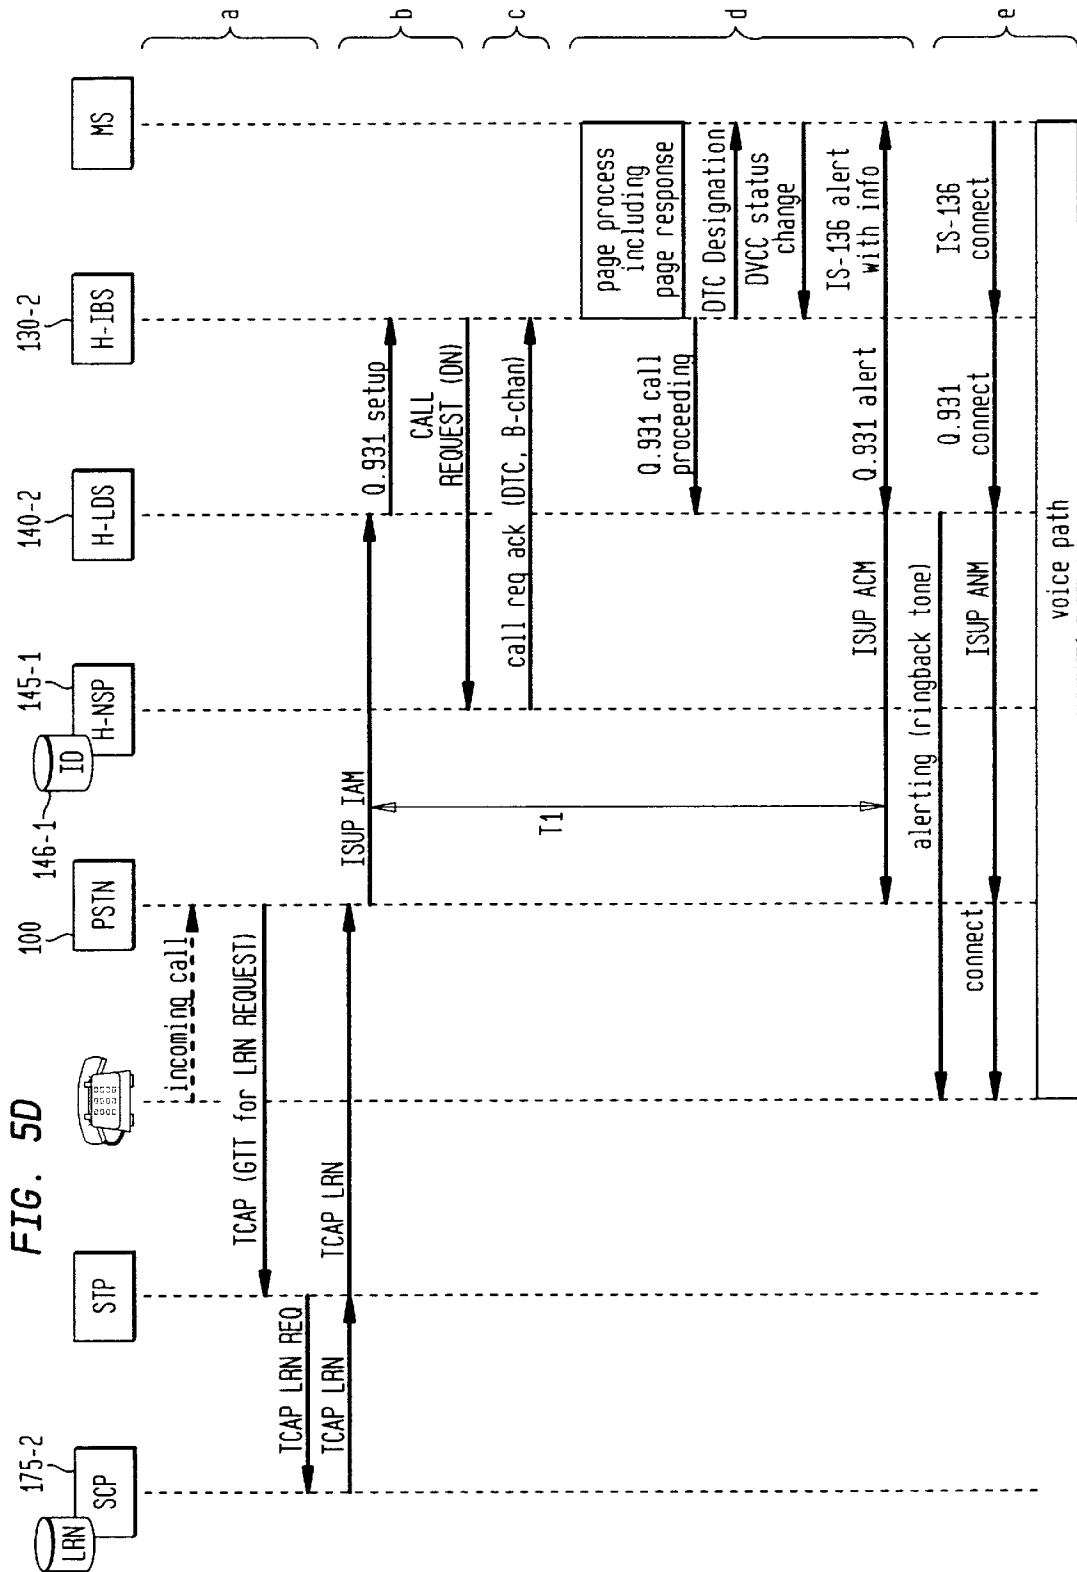 FIG. 5D
LRN
SCP
175-2
STP
PSTN
100
ID
146-1
H-NSP
145-1
H-LDS
140-2
H-IBS
130-2
MS
incoming call
TCAP (GTT for LRN REQUEST)
TCAP LRN REQ
a
TCAP LRN
TCAP LRN
ISUP IAM
Q.931 setup
CALL
REQUEST (DN)
b
call req ack (DTC, B-chan)
c
T1
page process
including
page response
Q.931 call
proceeding
DTC Designation
DVCC status
change
ISUP ACM
Q.931 alert
IS-136 alert
with info
d
alerting (ringback tone)
connect
ISUP ANM
Q.931
connect
IS-136
connect
e
voice path